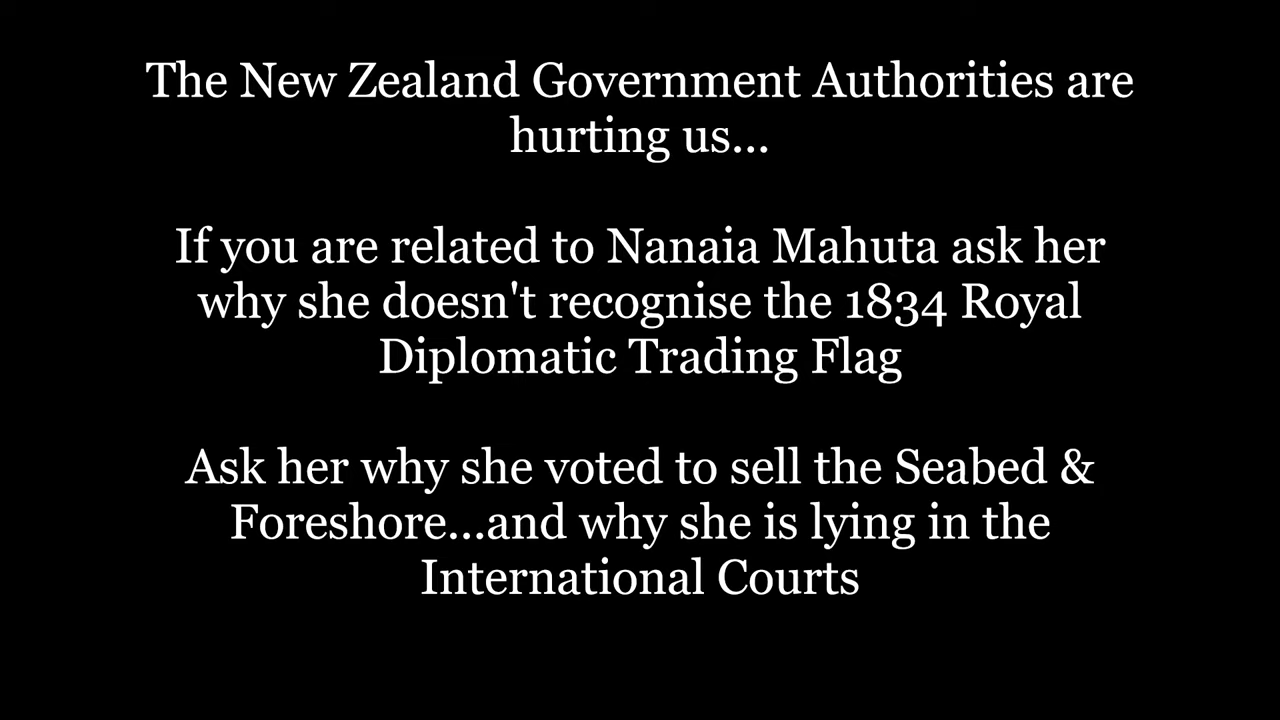 The New Zealand Government Authorities are
hurting us...
If you are related to Nanaia Mahuta ask her
why she doesn't recognise the 1834 Royal
Diplomatic Trading Flag
Ask her why she voted to sell the Seabed &
Foreshore...and why she is lying in the
International Courts